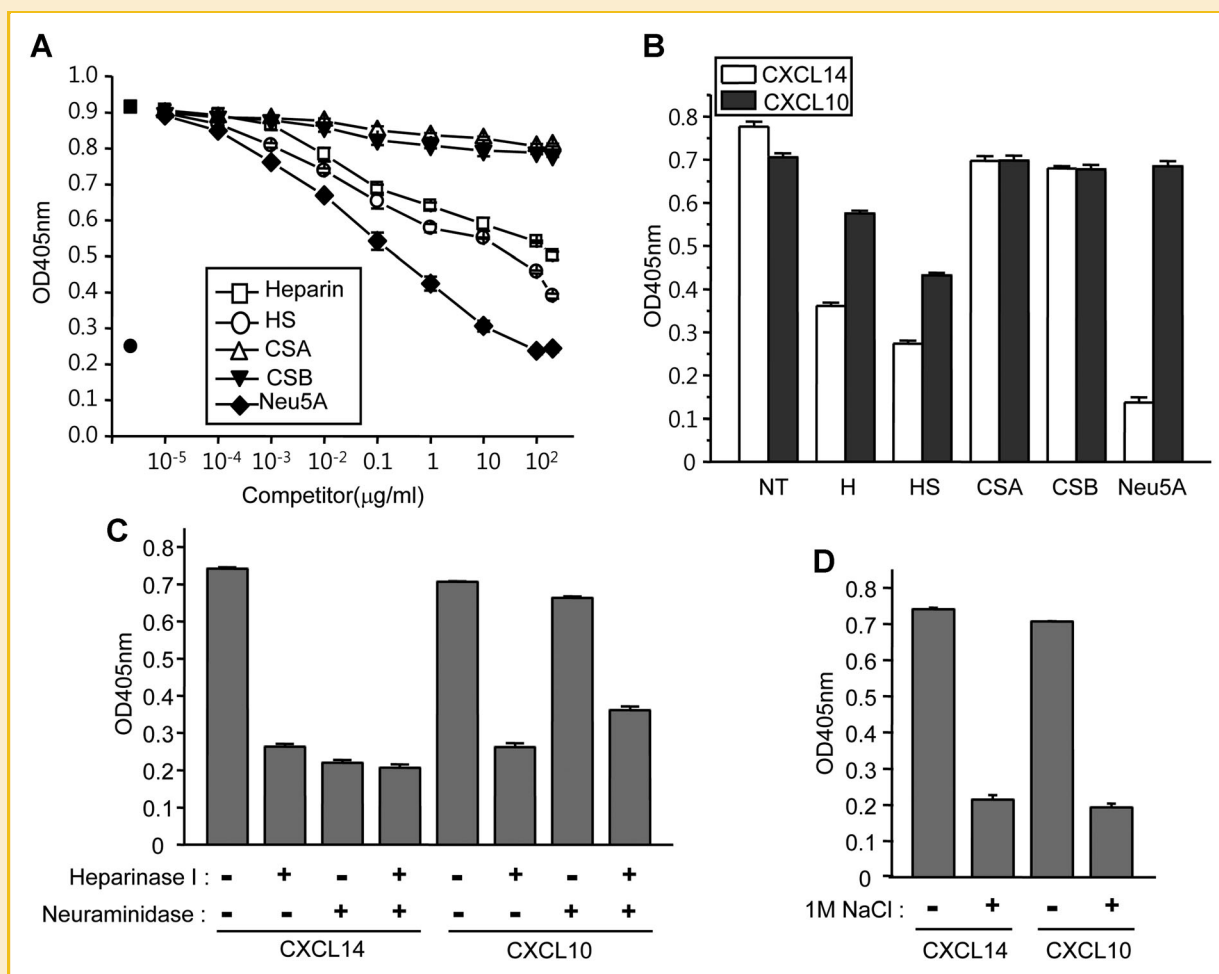 A
OD405nm
1.0
0.9
0.8
0.7
0.6
0.5
0.4
0.3
0.2
0.1
0.0
Heparin
HS
CSA
CSB
Neu5A
10⁻⁵ 10⁻⁴ 10⁻³ 10⁻² 0.1 1 10 10²
Competitor(µg/ml)
B
CXCL14
CXCL10
OD405nm
0.8
0.7
0.6
0.5
0.4
0.3
0.2
0.1
0
NT H HS CSA CSB Neu5A
C
OD405nm
0.8
0.7
0.6
0.5
0.4
0.3
0.2
0.1
0
Heparinase I : - + - + - + - +
Neuraminidase : - - + + - - + +
CXCL14 CXCL10
D
OD405nm
0.8
0.7
0.6
0.5
0.4
0.3
0.2
0.1
0
1M NaCl : - + - +
CXCL14 CXCL10